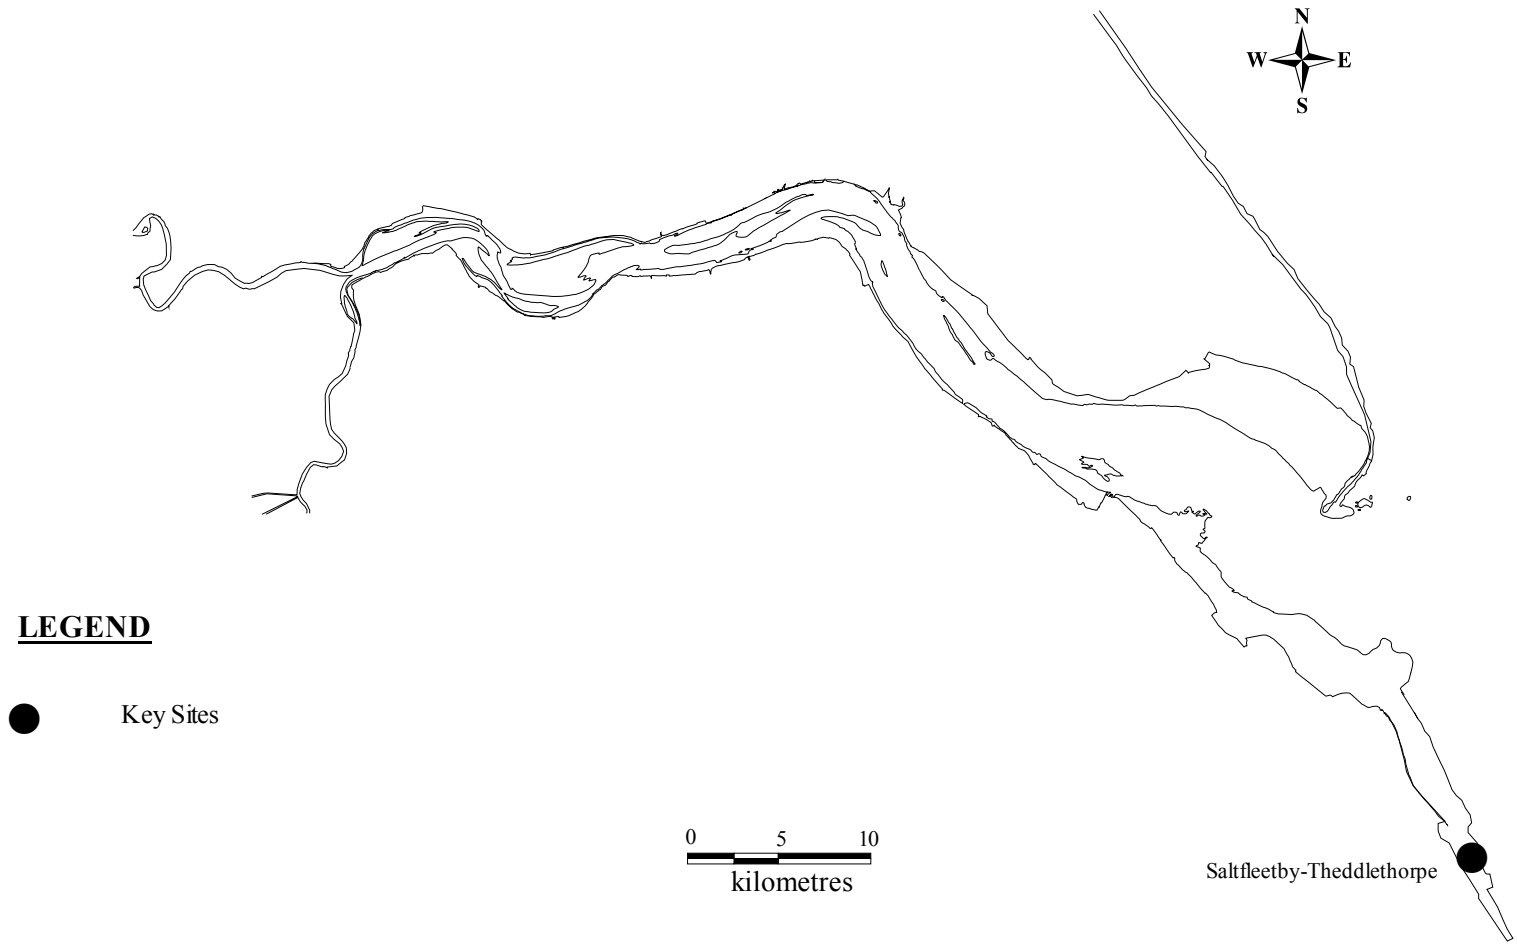 N
W E
S
LEGEND
Key Sites
0 5 10
kilometres
Saltfleetby-Theddlethorpe